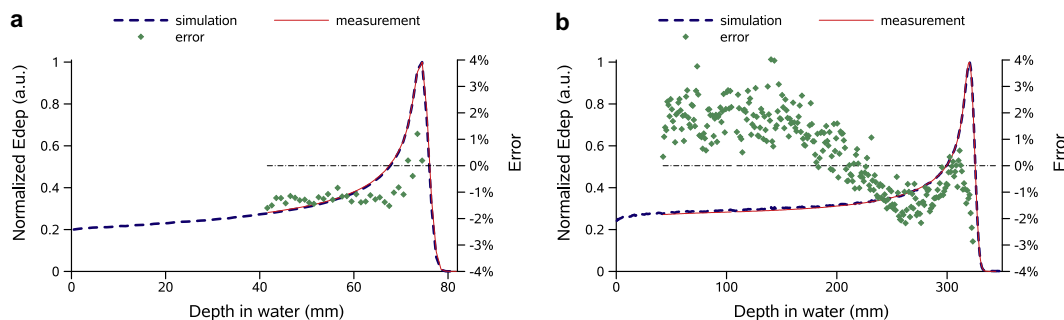 a
simulation
measurement
error
Normalized Edep (a.u.)
1
0.8
0.6
0.4
0.2
0
4%
3%
2%
1%
0%
-1%
-2%
-3%
-4%
Error
0 20 40 60 80
Depth in water (mm)
b
simulation
measurement
error
Normalized Edep (a.u.)
1
0.8
0.6
0.4
0.2
0
4%
3%
2%
1%
0%
-1%
-2%
-3%
-4%
Error
0 100 200 300
Depth in water (mm)